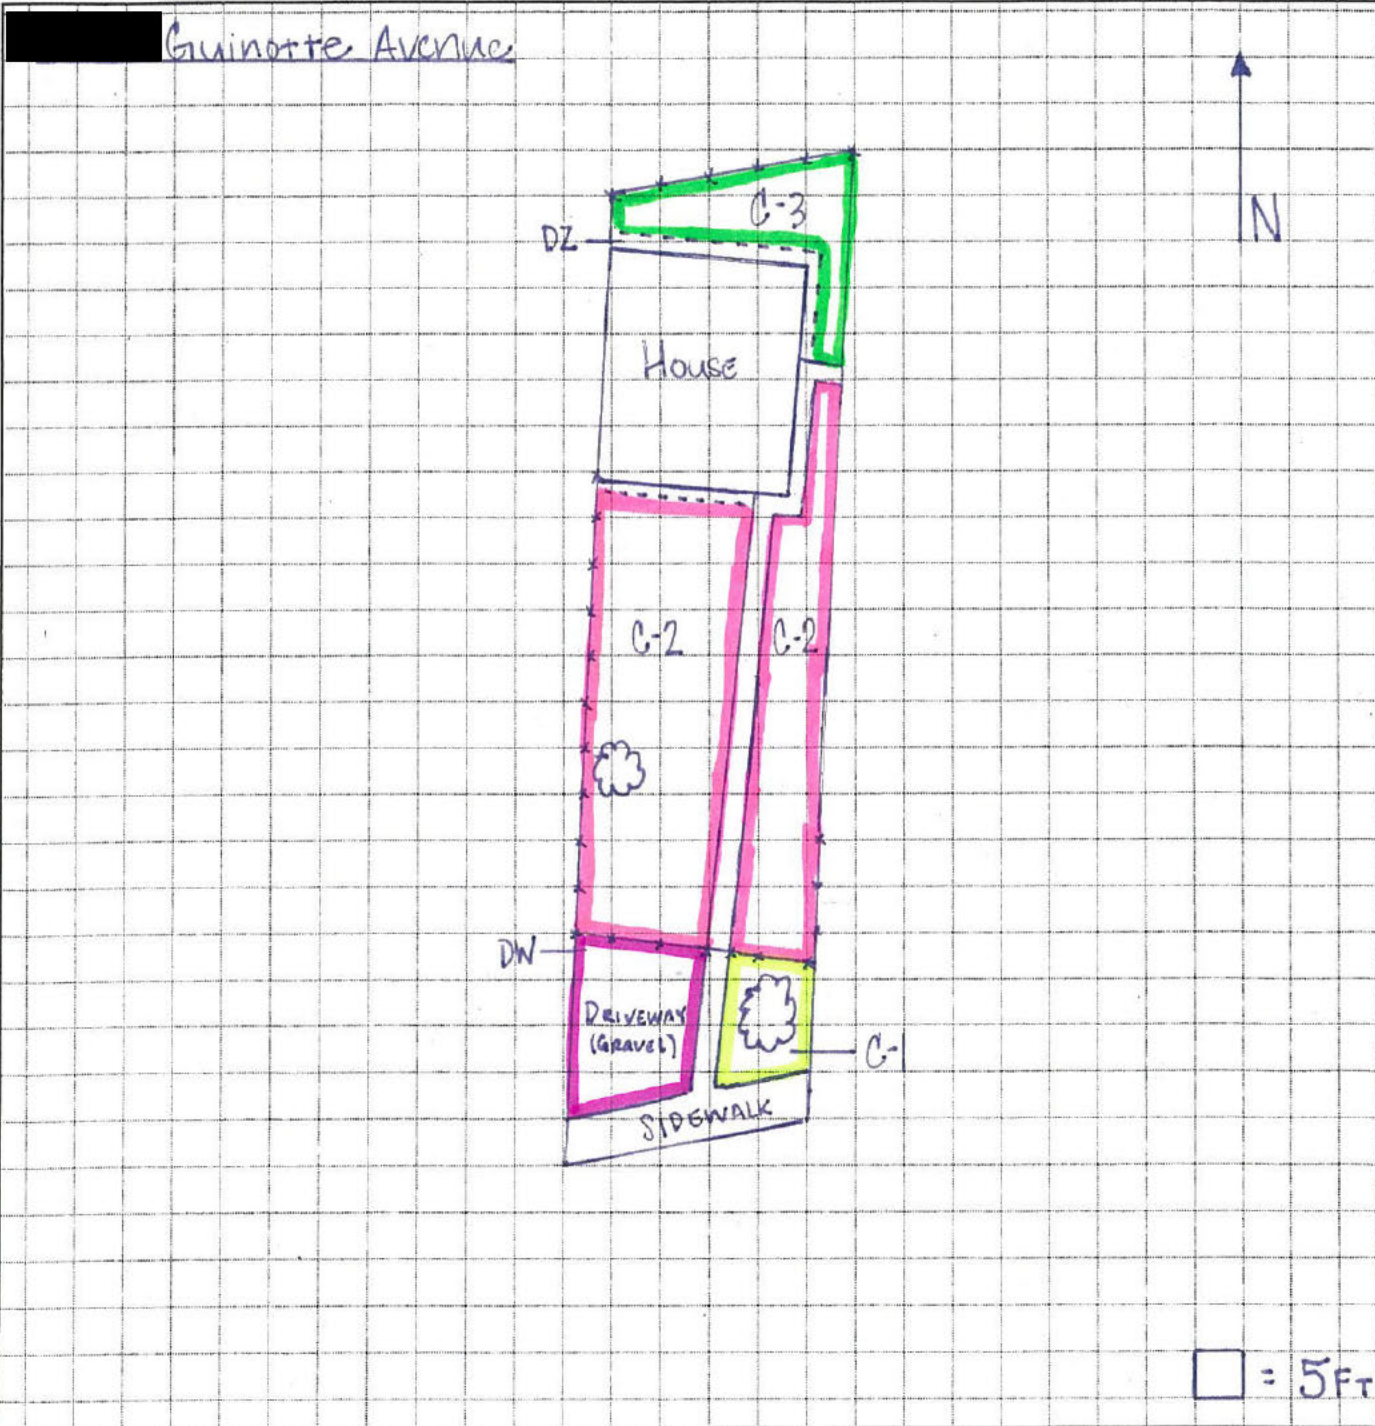 Guinotte Avenue
N
C-3
DZ
House
C-2
C-2
DW
DRIVEWAY
(GRAVEL)
C-1
SIDEWALK
= 5FT